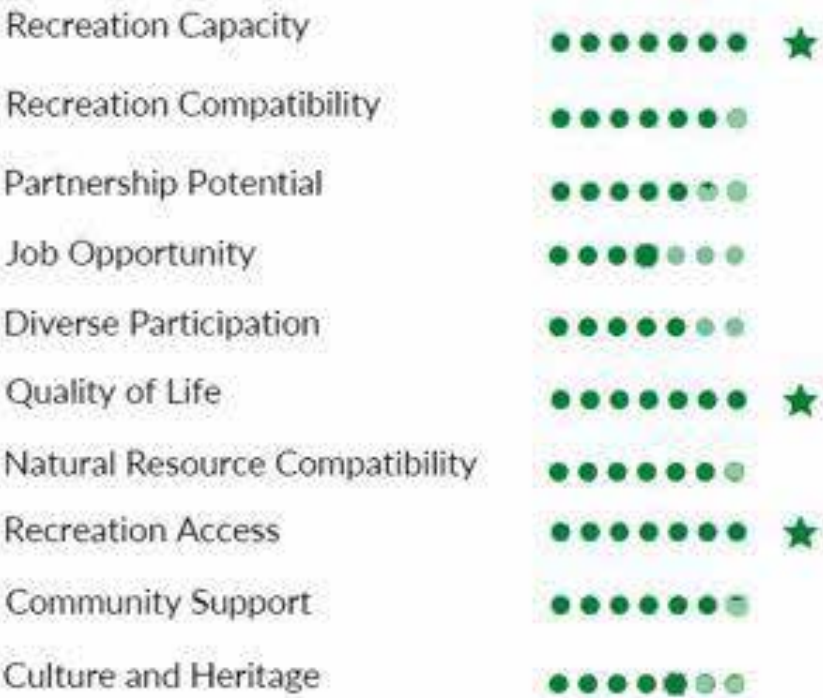 Recreation Capacity
Recreation Compatibility
Partnership Potential
Job Opportunity
Diverse Participation
Quality of Life
Natural Resource Compatibility
Recreation Access
Community Support
Culture and Heritage